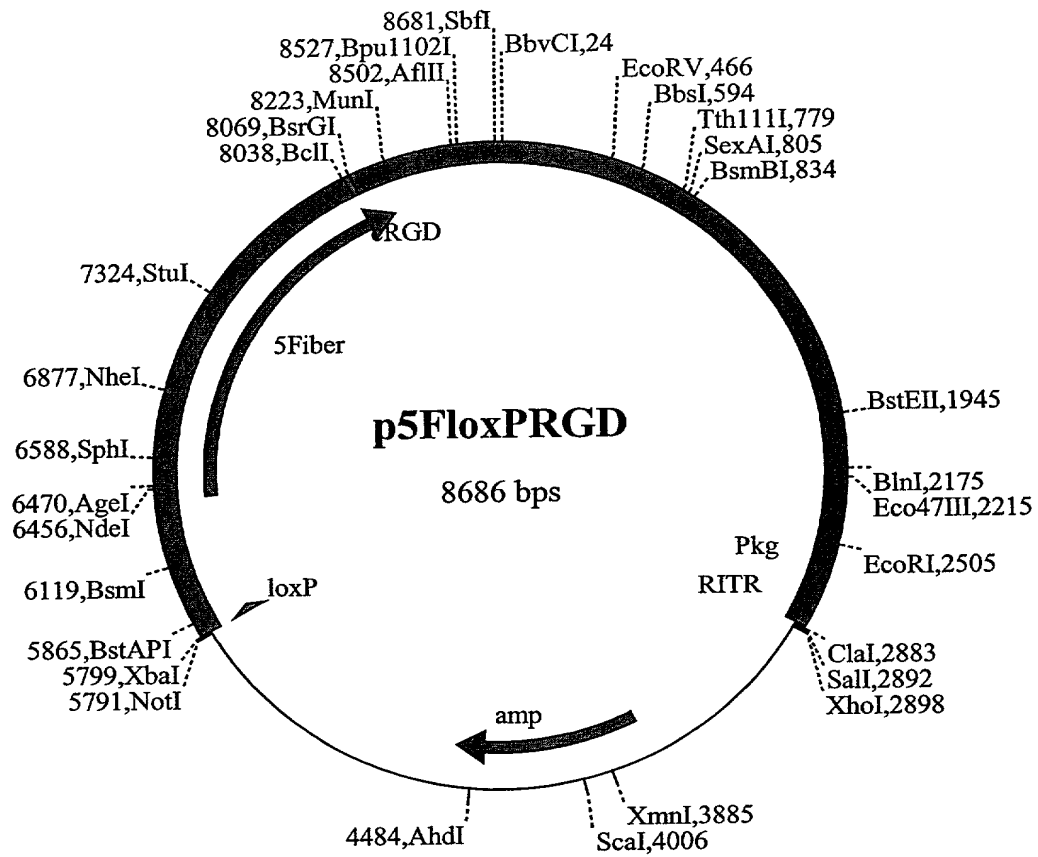 8681,SbfI
BbvCI,24
8527,Bpu1102I
8502,AflII
EcoRV,466
BbsI,594
8223,MunI
Tth111I,779
8069,BsrGI
SexAI,805
8038,BclI
BsmBI,834
cRGD
7324,StuI
5Fiber
6877,NheI
BstEII,1945
p5FloxPRGD
6588,SphI
8686 bps
BlnI,2175
6470,AgeI
Eco47III,2215
6456,NdeI
Pkg
EcoRI,2505
6119,BsmI
loxP
RITR
5865,BstAPI
ClaI,2883
5799,XbaI
SalI,2892
5791,NotI
XhoI,2898
amp
XmnI,3885
4484,AhdI
ScaI,4006